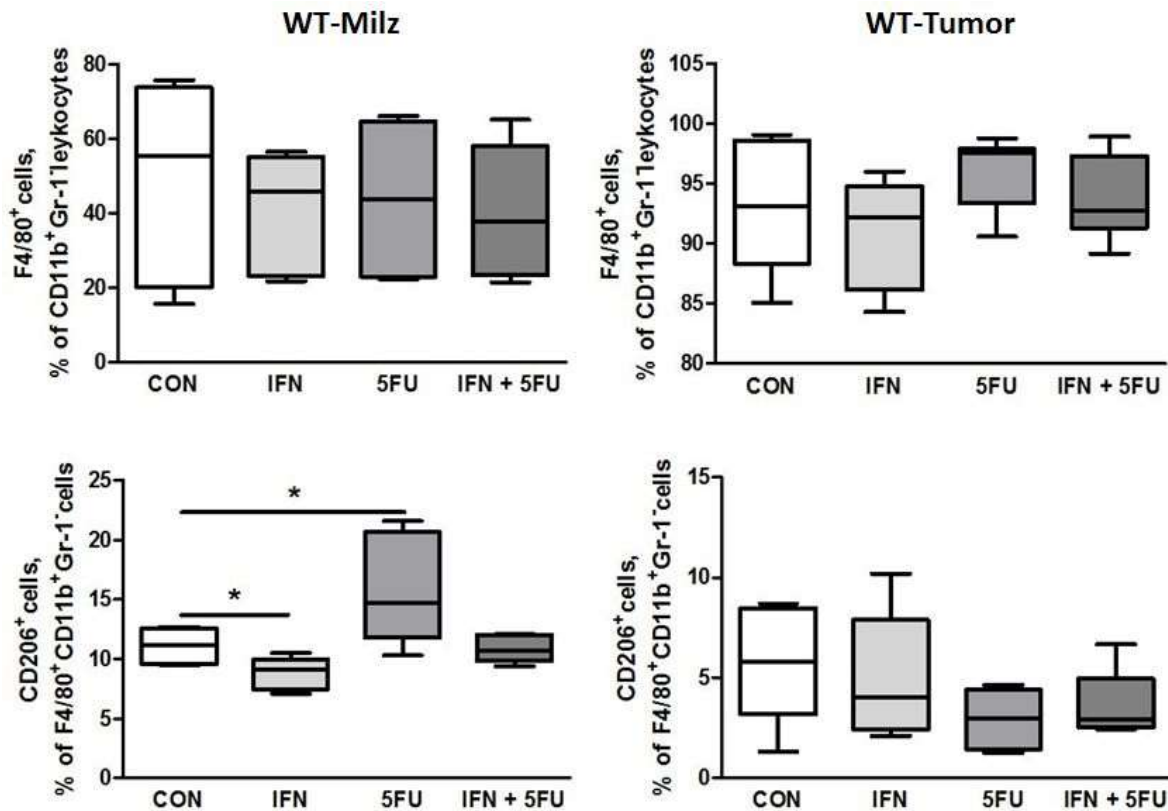 WT-Milz
F4/80⁺ cells,
% of CD11b⁺Gr-1⁻leykocytes
80
60
40
20
0
CON IFN 5FU IFN + 5FU
WT-Tumor
F4/80⁺ cells,
% of CD11b⁺Gr-1⁻leykocytes
105
100
95
90
85
80
CON IFN 5FU IFN + 5FU
CD206⁺ cells,
% of F4/80⁺CD11b⁺Gr-1⁻cells
25
20
15
10
5
0
*
*
CON IFN 5FU IFN + 5FU
CD206⁺ cells,
% of F4/80⁺CD11b⁺Gr-1⁻cells
15
10
5
0
CON IFN 5FU IFN + 5FU